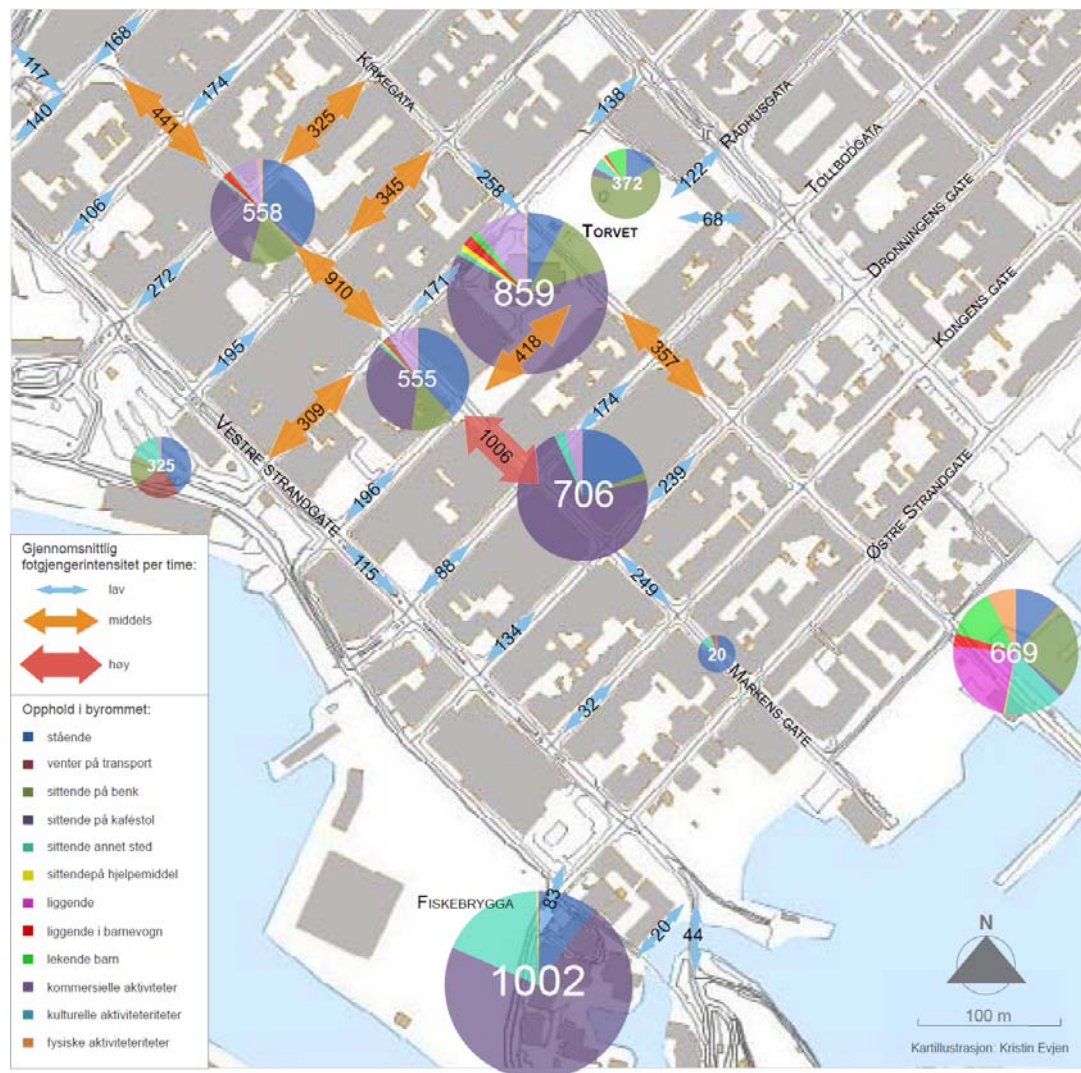 168
117
140
441
174
325
KIRKEGATA
138
RÅDHUSGATA
TOLLBODGATA
DRONNINGENS GATE
KONGENS GATE
ØSTRE STRANDGATE
122
372
258
345
106
558
68
TORVET
272
910
171
859
195
418
357
555
309
174
1006
VESTRE STRANDGATE
325
196
706
239
115
88
249
134
20
MARKENS GATE
669
32
Gjennomsnittlig
fotgjengerintensitet per time:
lav
middels
høy
Opphold i byrommet:
stående
venter på transport
sittende på benk
sittende på kaféstol
sittende annet sted
sittendepå hjelpemiddel
liggende
liggende i barnevogn
lekende barn
kommersielle aktiviteter
kulturelle aktiviteteriteter
fysiske aktiviteteriteter
FISKEBRYGGA
83
20
44
1002
N
100 m
Kartillustrasjon: Kristin Evjen